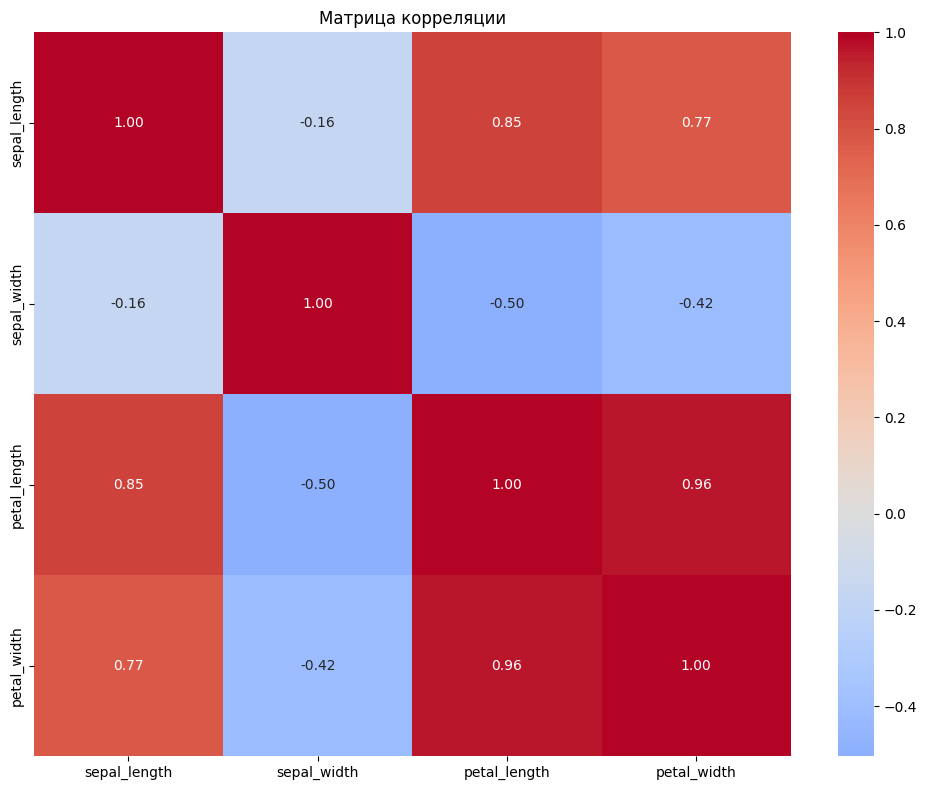 Матрица корреляции
sepal_length
1.00
-0.16
0.85
0.77
sepal_width
-0.16
1.00
-0.50
-0.42
petal_length
0.85
-0.50
1.00
0.96
petal_width
0.77
-0.42
0.96
1.00
sepal_length
sepal_width
petal_length
petal_width
1.0
0.8
0.6
0.4
0.2
0.0
−0.2
−0.4